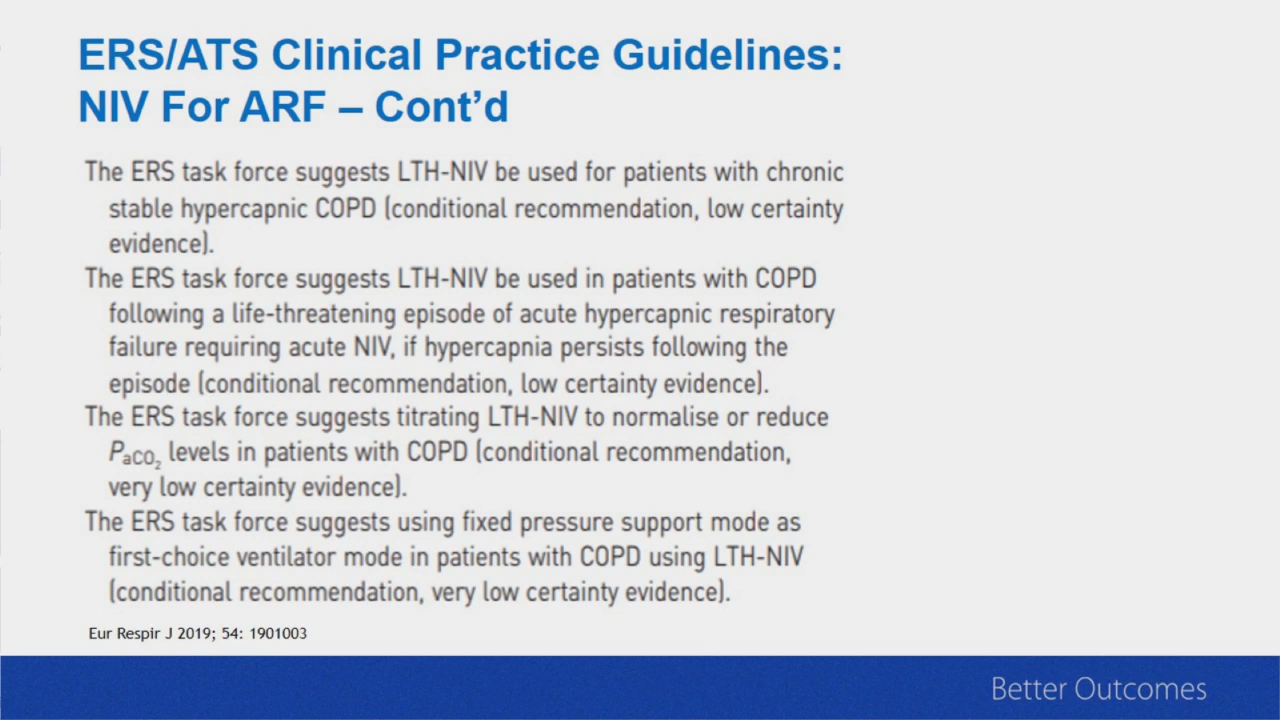 ERS/ATS Clinical Practice Guidelines:
NIV For ARF – Cont’d
The ERS task force suggests LTH-NIV be used for patients with chronic
stable hypercapnic COPD (conditional recommendation, low certainty
evidence).
The ERS task force suggests LTH-NIV be used in patients with COPD
following a life-threatening episode of acute hypercapnic respiratory
failure requiring acute NIV, if hypercapnia persists following the
episode (conditional recommendation, low certainty evidence).
The ERS task force suggests titrating LTH-NIV to normalise or reduce
PaCO₂ levels in patients with COPD (conditional recommendation,
very low certainty evidence).
The ERS task force suggests using fixed pressure support mode as
first-choice ventilator mode in patients with COPD using LTH-NIV
(conditional recommendation, very low certainty evidence).
Eur Respir J 2019; 54: 1901003
Better Outcomes